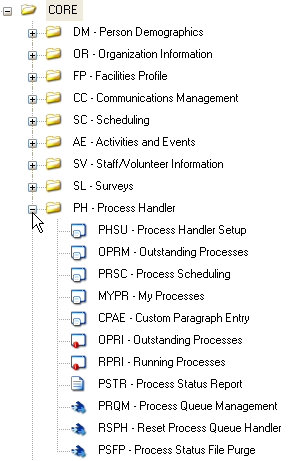 CORE
DM - Person Demographics
OR - Organization Information
FP - Facilities Profile
CC - Communications Management
SC - Scheduling
AE - Activities and Events
SV - Staff/Volunteer Information
SL - Surveys
PH - Process Handler
PHSU - Process Handler Setup
OPRM - Outstanding Processes
PRSC - Process Scheduling
MYPR - My Processes
CPAE - Custom Paragraph Entry
OPRI - Outstanding Processes
RPRI - Running Processes
PSTR - Process Status Report
PRQM - Process Queue Management
RSPH - Reset Process Queue Handler
PSFP - Process Status File Purge